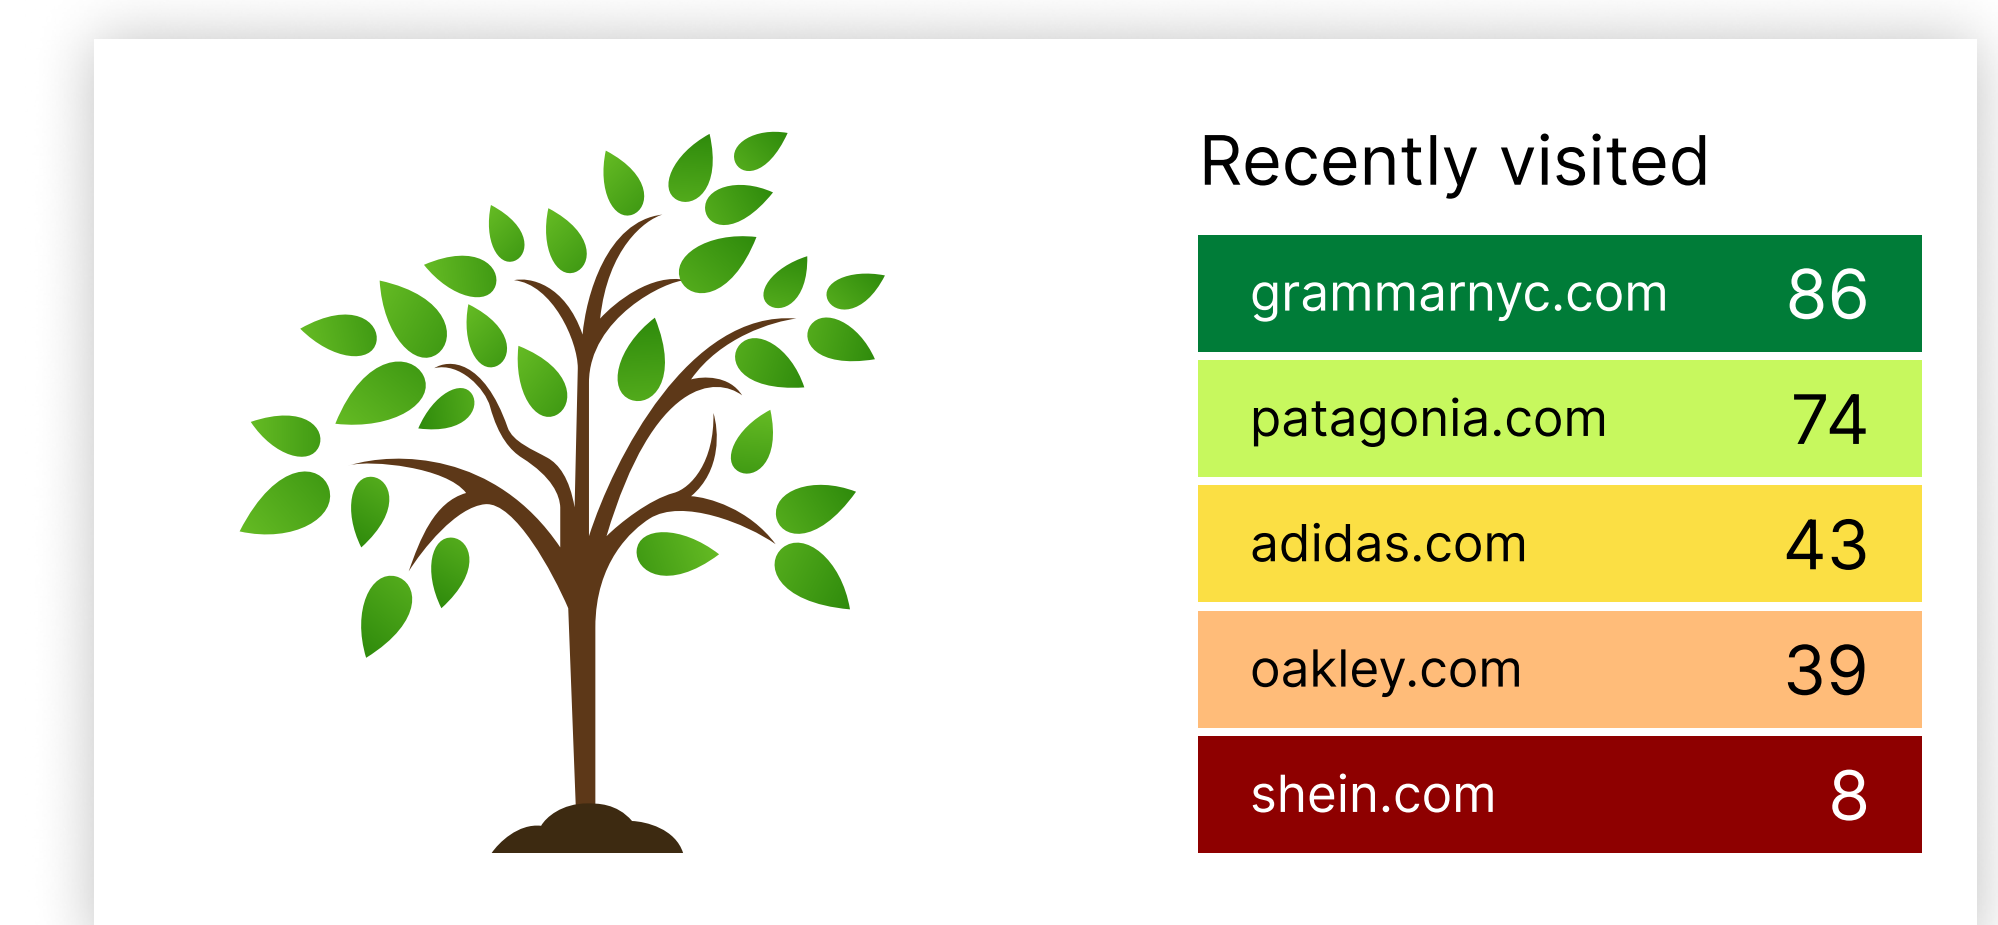 Recently visited
grammarnyc.com 86
patagonia.com 74
adidas.com 43
oakley.com 39
shein.com 8